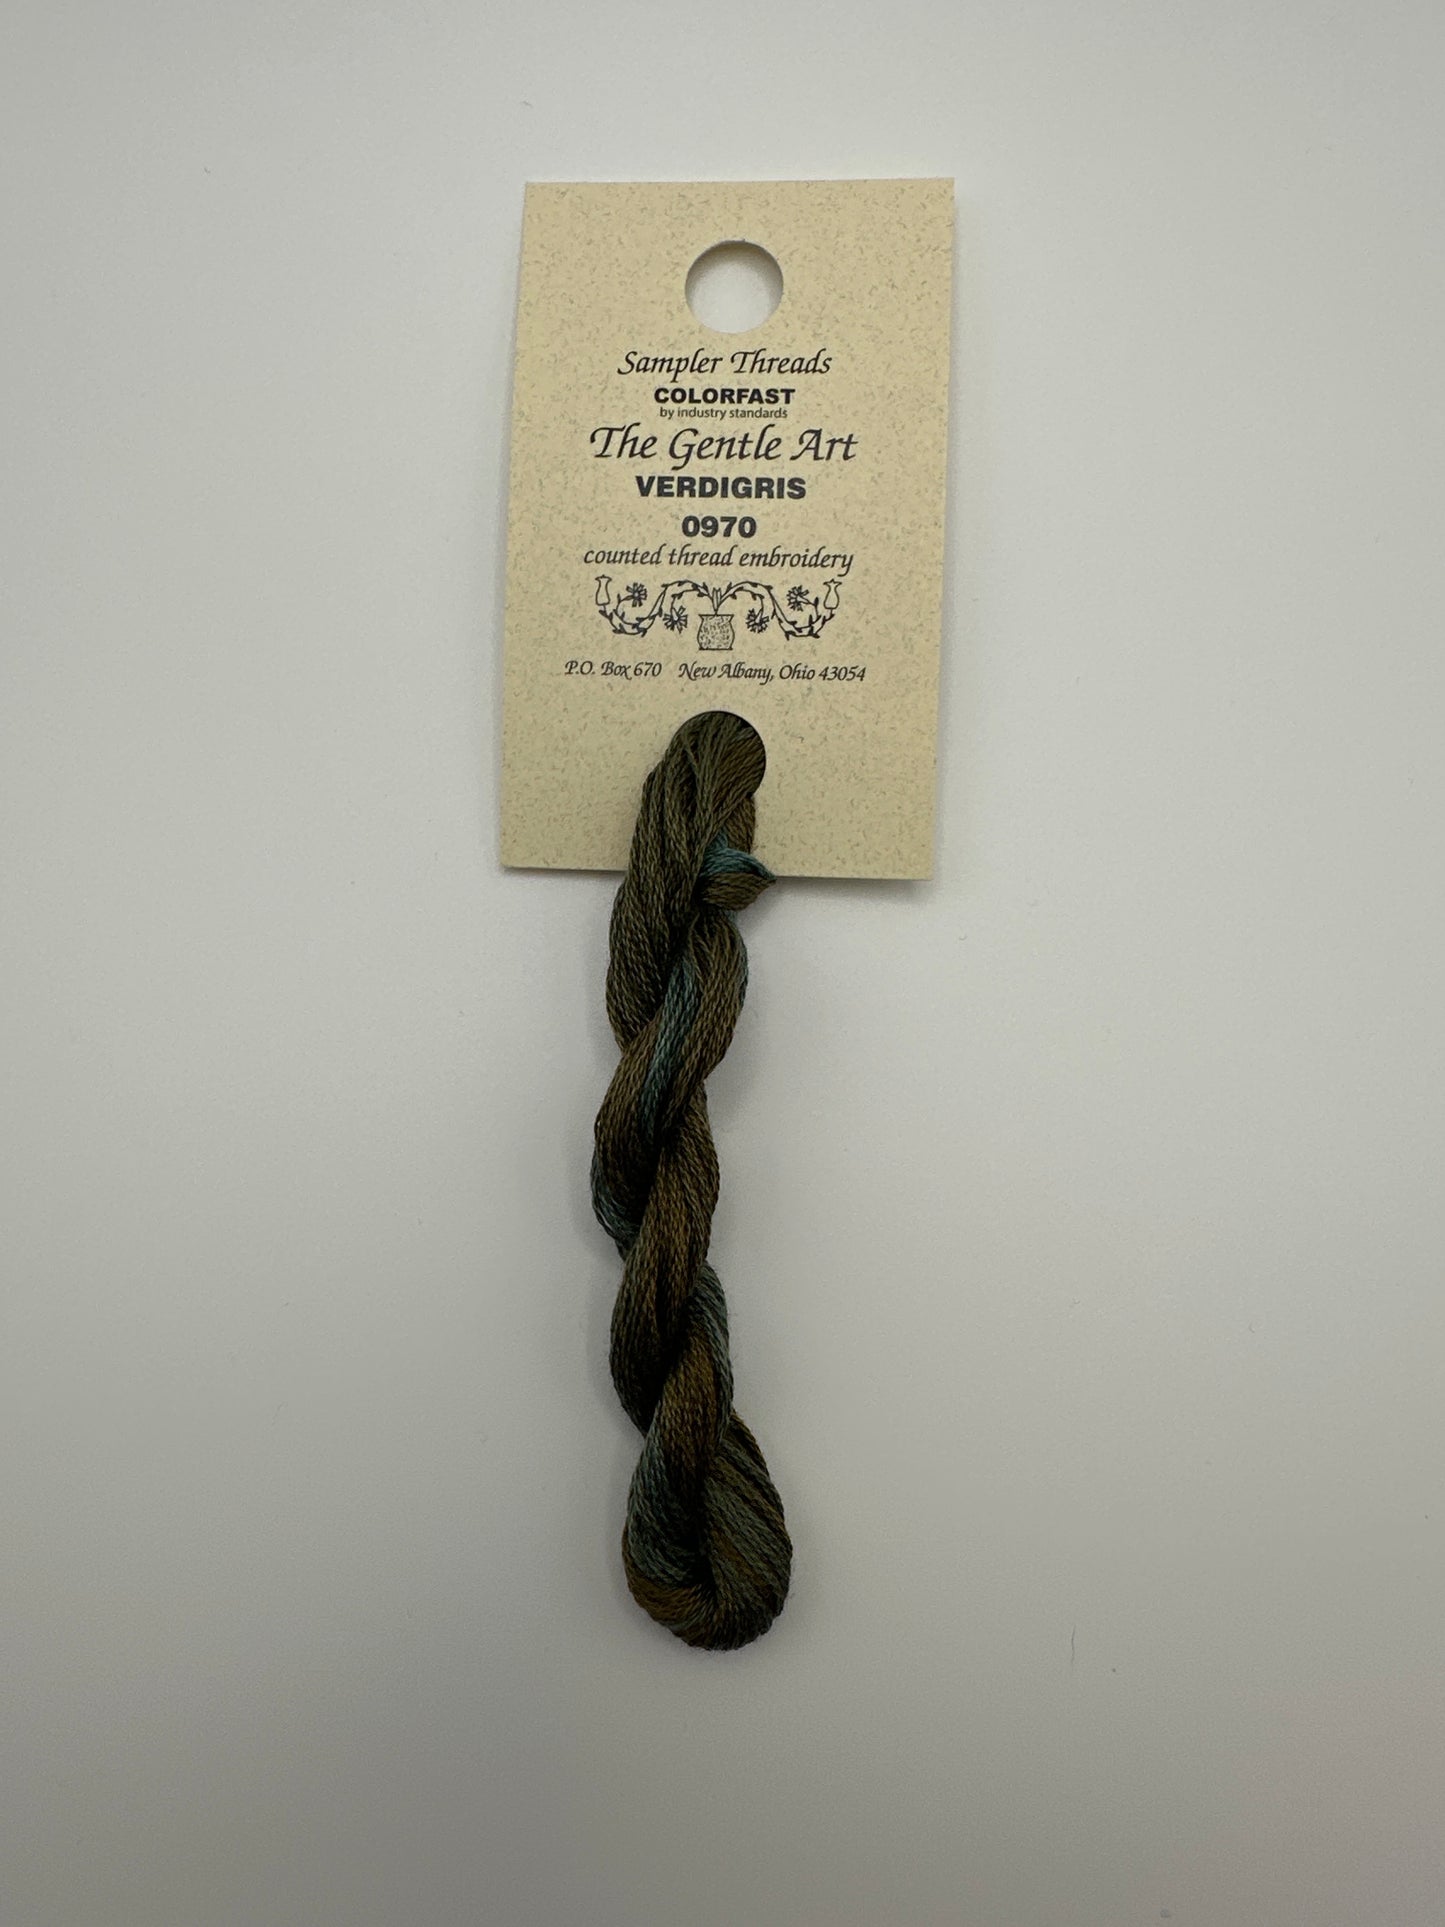 Sampler Threads
COLORFAST
by industry standards
The Gentle Art
VERDIGRIS
0970
counted thread embroidery
P.O. Box 670 New Albany, Ohio 43054